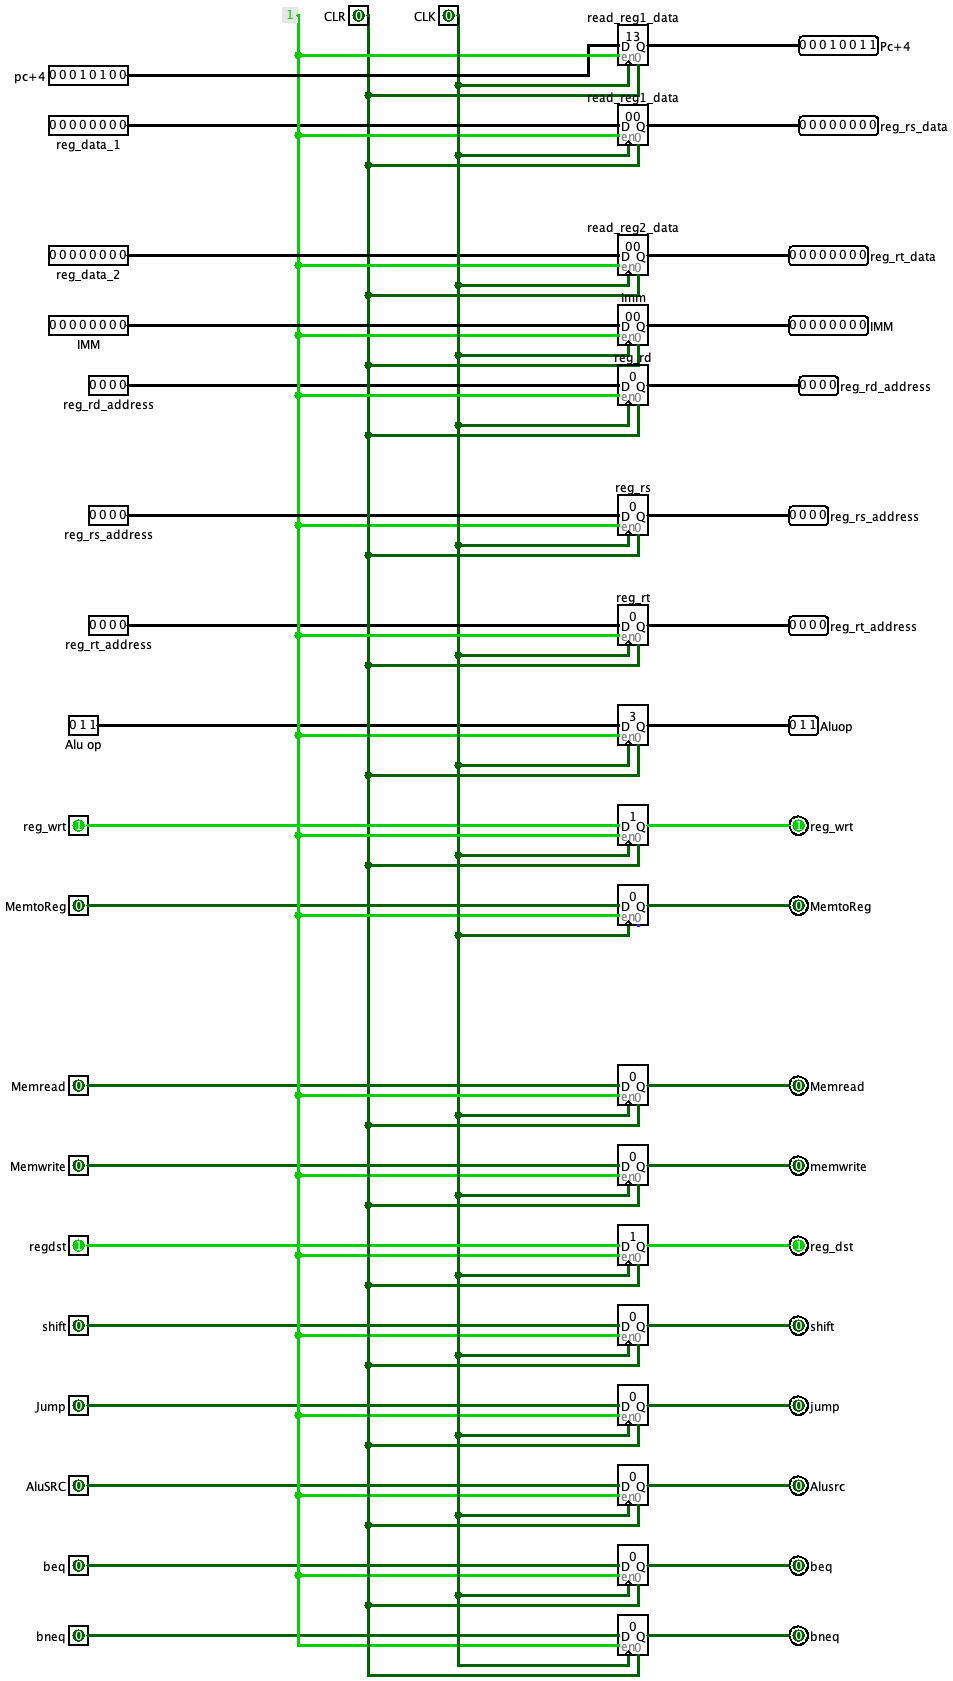 1 CLR 0 CLK 0
read_reg1_data
13
D Q
en0
00010011 Pc+4
pc+4 00010100
read_reg1_data
00000000
reg_data_1
00
D Q
en0
00000000 reg_rs_data
read_reg2_data
00000000
reg_data_2
00
D Q
en0
00000000 reg_rt_data
Imm
00000000
IMM
00
D Q
en0
00000000 IMM
reg_rd
0000
reg_rd_address
0
D Q
en0
0000 reg_rd_address
reg_rs
0000
reg_rs_address
0
D Q
en0
0000 reg_rs_address
reg_rt
0000
reg_rt_address
0
D Q
en0
0000 reg_rt_address
011
Alu op
3
D Q
en0
011 Aluop
reg_wrt 1
1
D Q
en0
1 reg_wrt
MemtoReg 0
0
D Q
en0
0 MemtoReg
Memread 0
0
D Q
en0
0 Memread
Memwrite 0
0
D Q
en0
0 memwrite
regdst 1
1
D Q
en0
1 reg_dst
shift 0
0
D Q
en0
0 shift
Jump 0
0
D Q
en0
0 jump
AluSRC 0
0
D Q
en0
0 Alusrc
beq 0
0
D Q
en0
0 beq
bneq 0
0
D Q
en0
0 bneq